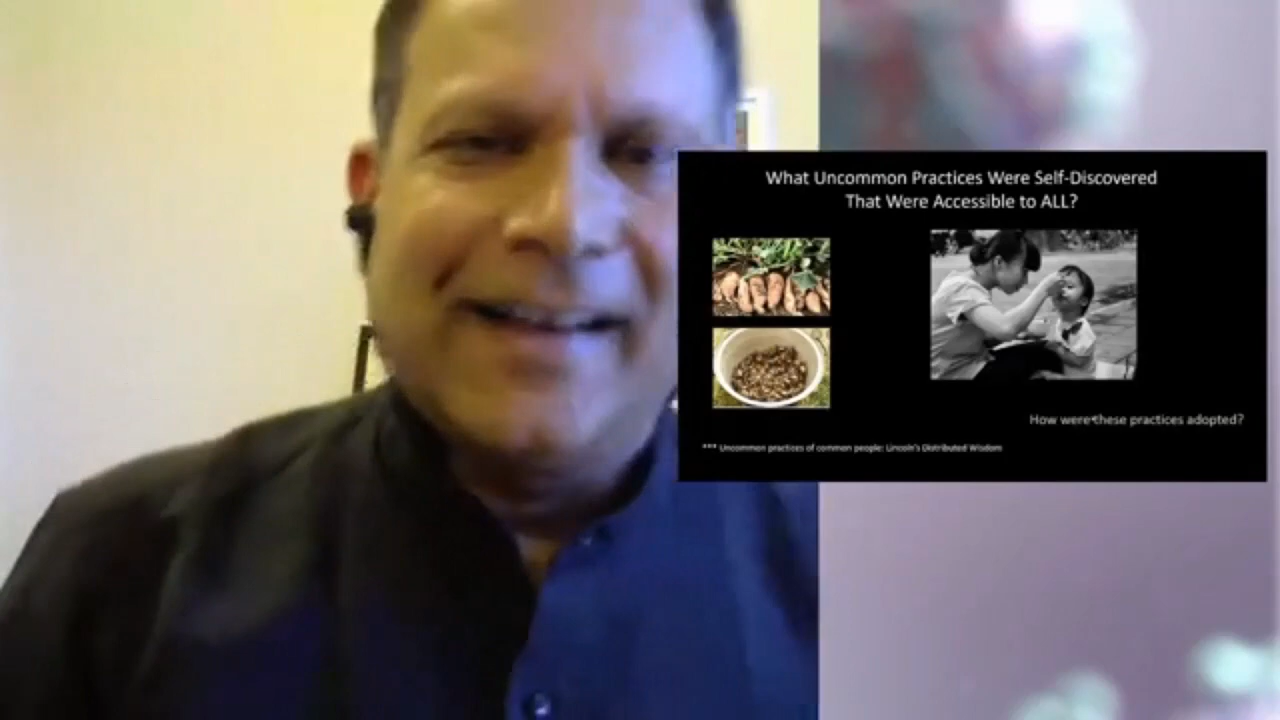 What Uncommon Practices Were Self-Discovered
That Were Accessible to ALL?
How were these practices adopted?
*** Uncommon practices of common people: Lincoln's Distributed Wisdom